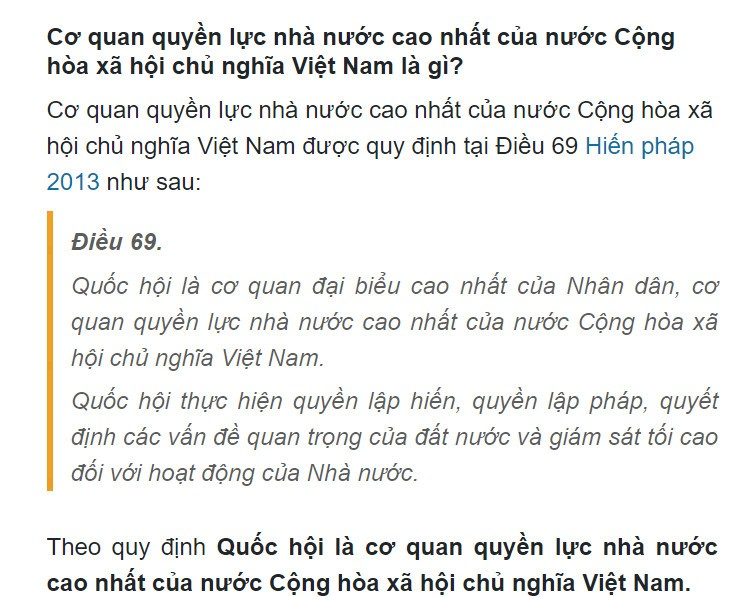 Cơ quan quyền lực nhà nước cao nhất của nước Cộng
hòa xã hội chủ nghĩa Việt Nam là gì?
Cơ quan quyền lực nhà nước cao nhất của nước Cộng hòa xã
hội chủ nghĩa Việt Nam được quy định tại Điều 69 Hiến pháp
2013 như sau:
Điều 69.
Quốc hội là cơ quan đại biểu cao nhất của Nhân dân, cơ
quan quyền lực nhà nước cao nhất của nước Cộng hòa xã
hội chủ nghĩa Việt Nam.
Quốc hội thực hiện quyền lập hiến, quyền lập pháp, quyết
định các vấn đề quan trọng của đất nước và giám sát tối cao
đối với hoạt động của Nhà nước.
Theo quy định Quốc hội là cơ quan quyền lực nhà nước
cao nhất của nước Cộng hòa xã hội chủ nghĩa Việt Nam.